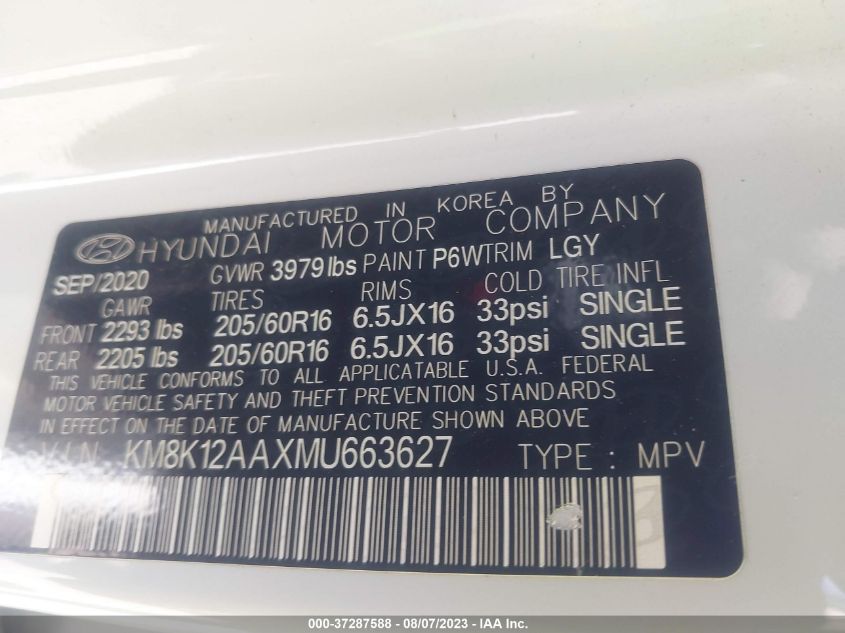 MANUFACTURED IN KOREA BY
HYUNDAI MOTOR COMPANY
SEP/2020 GVWR 3979 lbs PAINT P6W TRIM LGY
GAWR TIRES RIMS COLD TIRE INFL
FRONT 2293 lbs 205/60R16 6.5JX16 33psi SINGLE
REAR 2205 lbs 205/60R16 6.5JX16 33psi SINGLE
THIS VEHICLE CONFORMS TO ALL APPLICATABLE U.S.A. FEDERAL
MOTOR VEHICLE SAFETY AND THEFT PREVENTION STANDARDS
IN EFFECT ON THE DATE OF MANUFACTURE SHOWN ABOVE
V.I.N. KM8K12AAXMU663627 TYPE : MPV
000-37287588 - 08/07/2023 - IAA Inc.